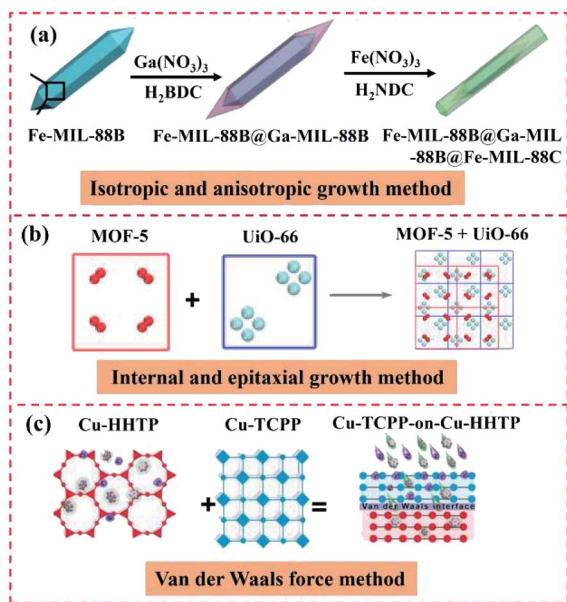 (a)
Ga(NO₃)₃
H₂BDC
Fe(NO₃)₃
H₂NDC
Fe-MIL-88B
Fe-MIL-88B@Ga-MIL-88B
Fe-MIL-88B@Ga-MIL
-88B@Fe-MIL-88C
Isotropic and anisotropic growth method
(b)
MOF-5
UiO-66
MOF-5 + UiO-66
+
Internal and epitaxial growth method
(c)
Cu-HHTP
Cu-TCPP
Cu-TCPP-on-Cu-HHTP
+
=
Van der Waals interface
Van der Waals force method